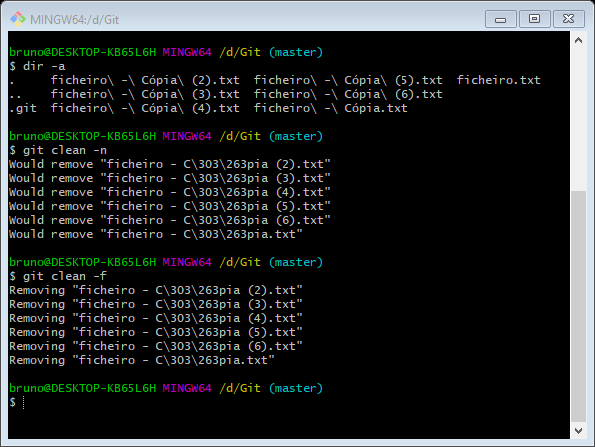 MINGW64:/d/Git
bruno@DESKTOP-KB65L6H MINGW64 /d/Git (master)
$ dir -a
.     ficheiro\ -\ Cópia\ (2).txt  ficheiro\ -\ Cópia\ (5).txt  ficheiro.txt
..    ficheiro\ -\ Cópia\ (3).txt  ficheiro\ -\ Cópia\ (6).txt
.git  ficheiro\ -\ Cópia\ (4).txt  ficheiro\ -\ Cópia.txt
bruno@DESKTOP-KB65L6H MINGW64 /d/Git (master)
$ git clean -n
Would remove "ficheiro - C\303\263pia (2).txt"
Would remove "ficheiro - C\303\263pia (3).txt"
Would remove "ficheiro - C\303\263pia (4).txt"
Would remove "ficheiro - C\303\263pia (5).txt"
Would remove "ficheiro - C\303\263pia (6).txt"
Would remove "ficheiro - C\303\263pia.txt"
bruno@DESKTOP-KB65L6H MINGW64 /d/Git (master)
$ git clean -f
Removing "ficheiro - C\303\263pia (2).txt"
Removing "ficheiro - C\303\263pia (3).txt"
Removing "ficheiro - C\303\263pia (4).txt"
Removing "ficheiro - C\303\263pia (5).txt"
Removing "ficheiro - C\303\263pia (6).txt"
Removing "ficheiro - C\303\263pia.txt"
bruno@DESKTOP-KB65L6H MINGW64 /d/Git (master)
$